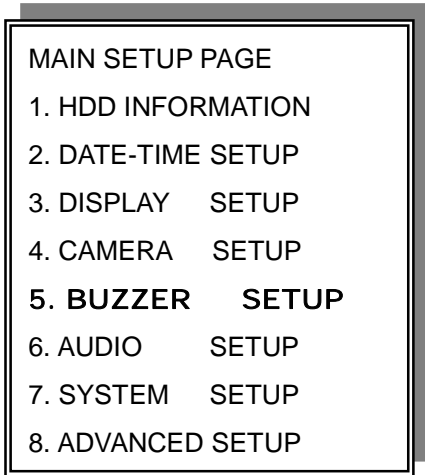 MAIN SETUP PAGE
1. HDD INFORMATION
2. DATE-TIME SETUP
3. DISPLAY SETUP
4. CAMERA SETUP
5. BUZZER SETUP
6. AUDIO SETUP
7. SYSTEM SETUP
8. ADVANCED SETUP